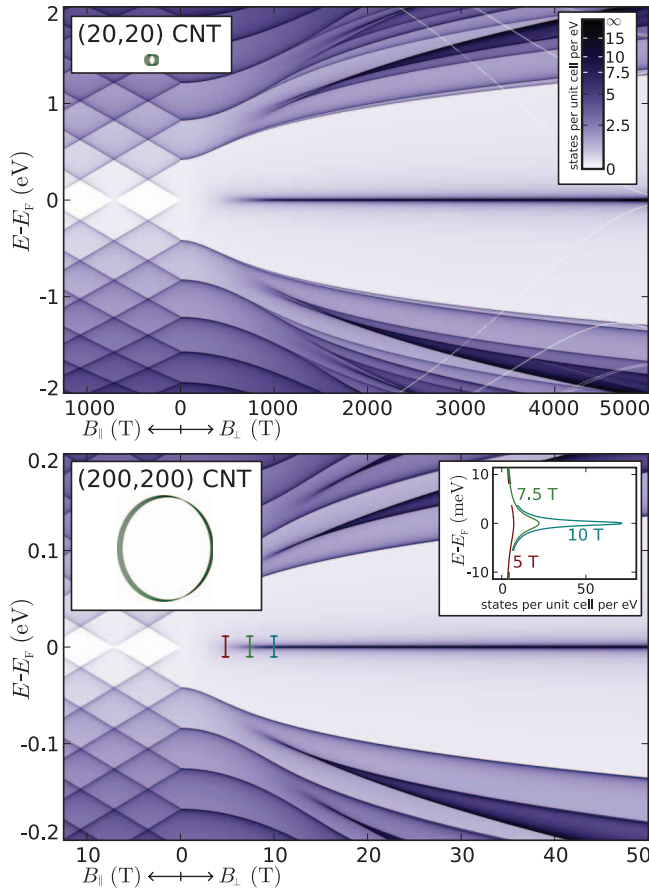 2
(20,20) CNT
1
0
-1
-2
E-E_F (eV)
∞
15
10
7.5
5
2.5
0
states per unit cell per eV
1000 0 1000 2000 3000 4000 5000
B_∥ (T) ⟷ B_⊥ (T)
0.2
(200,200) CNT
0.1
0
-0.1
-0.2
E-E_F (eV)
10
0
-10
E-E_F (meV)
7.5 T
10 T
5 T
0 50
states per unit cell per eV
10 0 10 20 30 40 50
B_∥ (T) ⟷ B_⊥ (T)